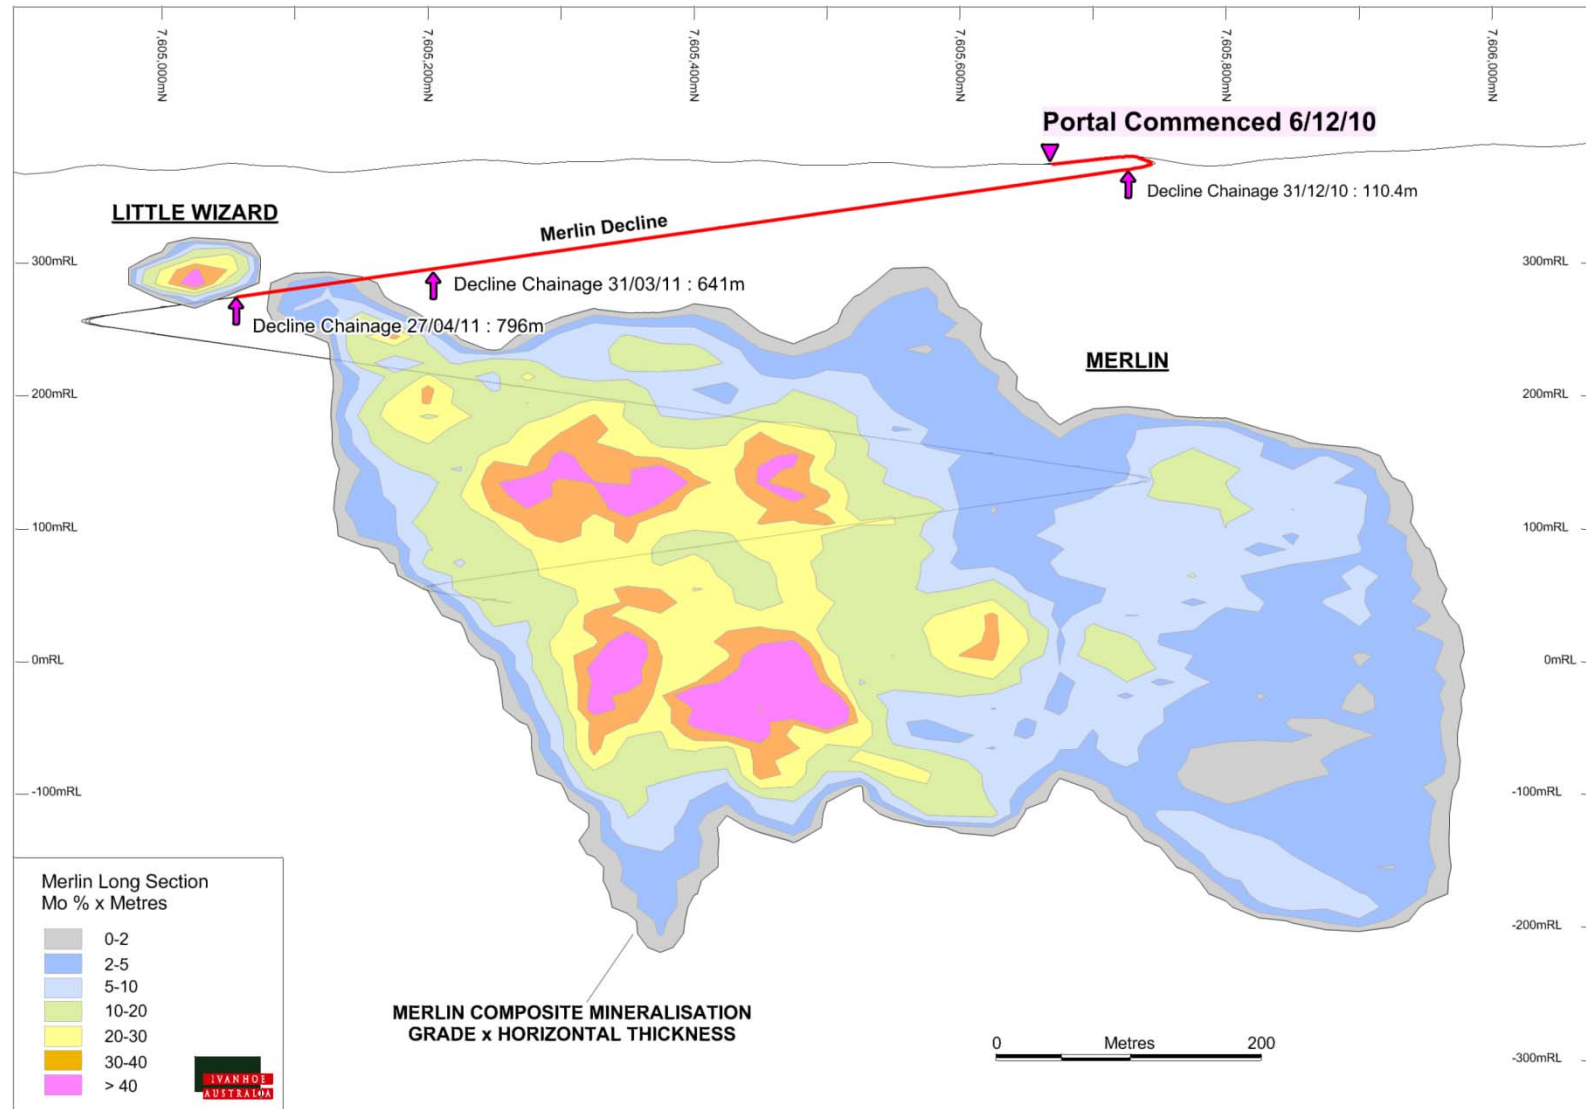 7,605,000mN
7,605,200mN
7,605,400mN
7,605,600mN
7,605,800mN
7,606,000mN
Portal Commenced 6/12/10
Decline Chainage 31/12/10 : 110.4m
LITTLE WIZARD
Merlin Decline
300mRL
300mRL
Decline Chainage 31/03/11 : 641m
Decline Chainage 27/04/11 : 796m
MERLIN
200mRL
200mRL
100mRL
100mRL
0mRL
0mRL
-100mRL
-100mRL
Merlin Long Section
Mo % x Metres
0-2
2-5
5-10
10-20
20-30
30-40
> 40
IVANHOE
AUSTRALIA
-200mRL
MERLIN COMPOSITE MINERALISATION
GRADE x HORIZONTAL THICKNESS
0 Metres 200
-300mRL